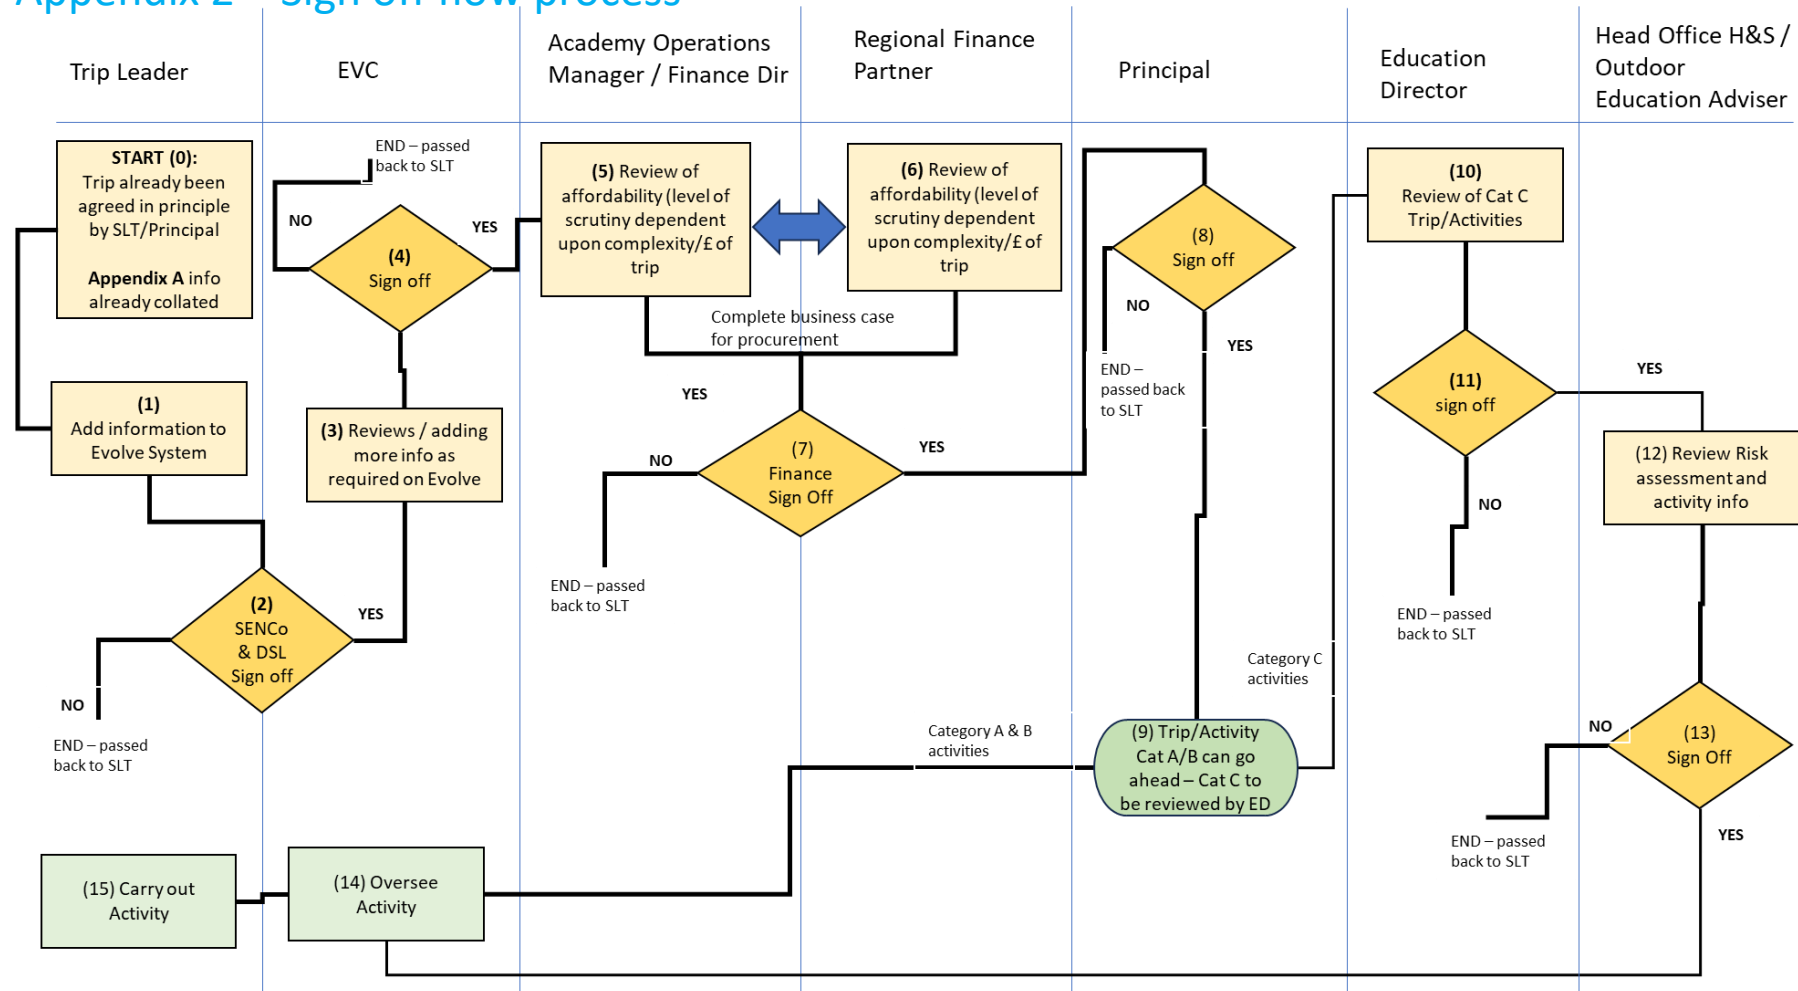 Appendix 2 – Sign off flow process
Trip Leader
EVC
Academy Operations
Manager / Finance Dir
Regional Finance
Partner
Principal
Education
Director
Head Office H&S /
Outdoor
Education Adviser
START (0):
Trip already been
agreed in principle
by SLT/Principal
Appendix A info
already collated
(1)
Add information to
Evolve System
(2)
SENCo
& DSL
Sign off
YES
NO
END – passed
back to SLT
(3) Reviews / adding
more info as
required on Evolve
(4)
Sign off
NO
YES
END – passed
back to SLT
(5) Review of
affordability (level of
scrutiny dependent
upon complexity/£ of
trip
(6) Review of
affordability (level of
scrutiny dependent
upon complexity/£ of
trip
Complete business case
for procurement
YES
(7)
Finance
Sign Off
NO
YES
END – passed
back to SLT
(8)
Sign off
NO
YES
END –
passed back
to SLT
(9) Trip/Activity
Cat A/B can go
ahead – Cat C to
be reviewed by ED
Category A & B
activities
Category C
activities
(10)
Review of Cat C
Trip/Activities
(11)
sign off
YES
NO
END – passed
back to SLT
(12) Review Risk
assessment and
activity info
(13)
Sign Off
NO
YES
END – passed
back to SLT
(14) Oversee
Activity
(15) Carry out
Activity